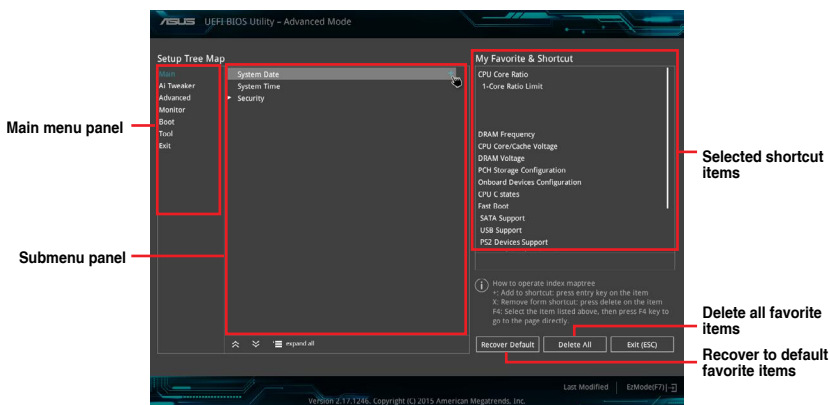 ASUS UEFI BIOS Utility – Advanced Mode
Setup Tree Map
Main
Ai Tweaker
Advanced
Monitor
Boot
Tool
Exit
System Date
System Time
Security
expand all
My Favorite & Shortcut
CPU Core Ratio
1-Core Ratio Limit
DRAM Frequency
CPU Core/Cache Voltage
DRAM Voltage
PCH Storage Configuration
Onboard Devices Configuration
CPU C states
Fast Boot
SATA Support
USB Support
PS2 Devices Support
How to operate index maptree
+: Add to shortcut: press entry key on the item
X: Remove form shortcut: press delete on the item
F4: Select the item listed above, then press F4 key to
go to the page directly.
Recover Default
Delete All
Exit (ESC)
Last Modified
EzMode(F7)
Version 2.17.1246. Copyright (C) 2015 American Megatrends, Inc.
Main menu panel
Submenu panel
Selected shortcut
items
Delete all favorite
items
Recover to default
favorite items